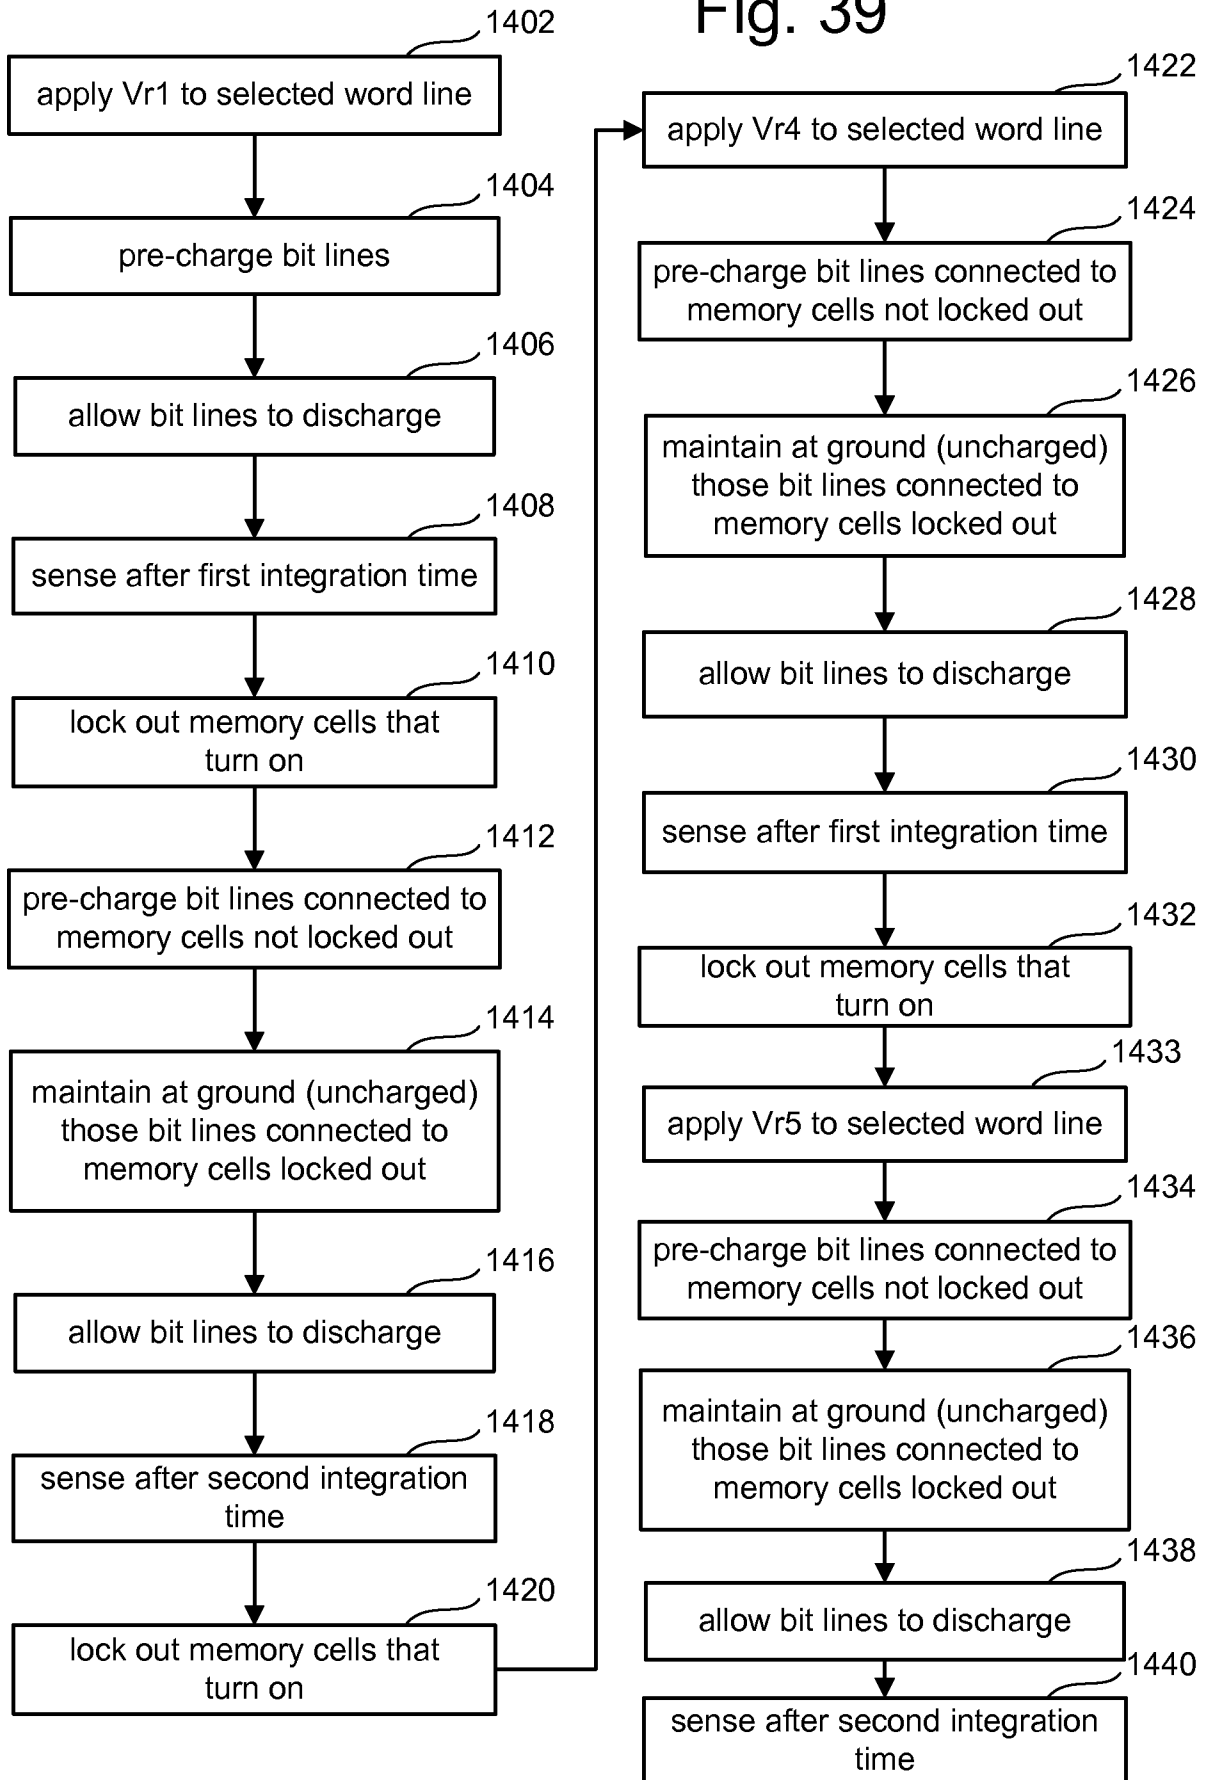 Fig. 39
1402
apply Vr1 to selected word line
1404
pre-charge bit lines
1406
allow bit lines to discharge
1408
sense after first integration time
1410
lock out memory cells that
turn on
1412
pre-charge bit lines connected to
memory cells not locked out
1414
maintain at ground (uncharged)
those bit lines connected to
memory cells locked out
1416
allow bit lines to discharge
1418
sense after second integration
time
1420
lock out memory cells that
turn on
1422
apply Vr4 to selected word line
1424
pre-charge bit lines connected to
memory cells not locked out
1426
maintain at ground (uncharged)
those bit lines connected to
memory cells locked out
1428
allow bit lines to discharge
1430
sense after first integration time
1432
lock out memory cells that
turn on
1433
apply Vr5 to selected word line
1434
pre-charge bit lines connected to
memory cells not locked out
1436
maintain at ground (uncharged)
those bit lines connected to
memory cells locked out
1438
allow bit lines to discharge
1440
sense after second integration
time